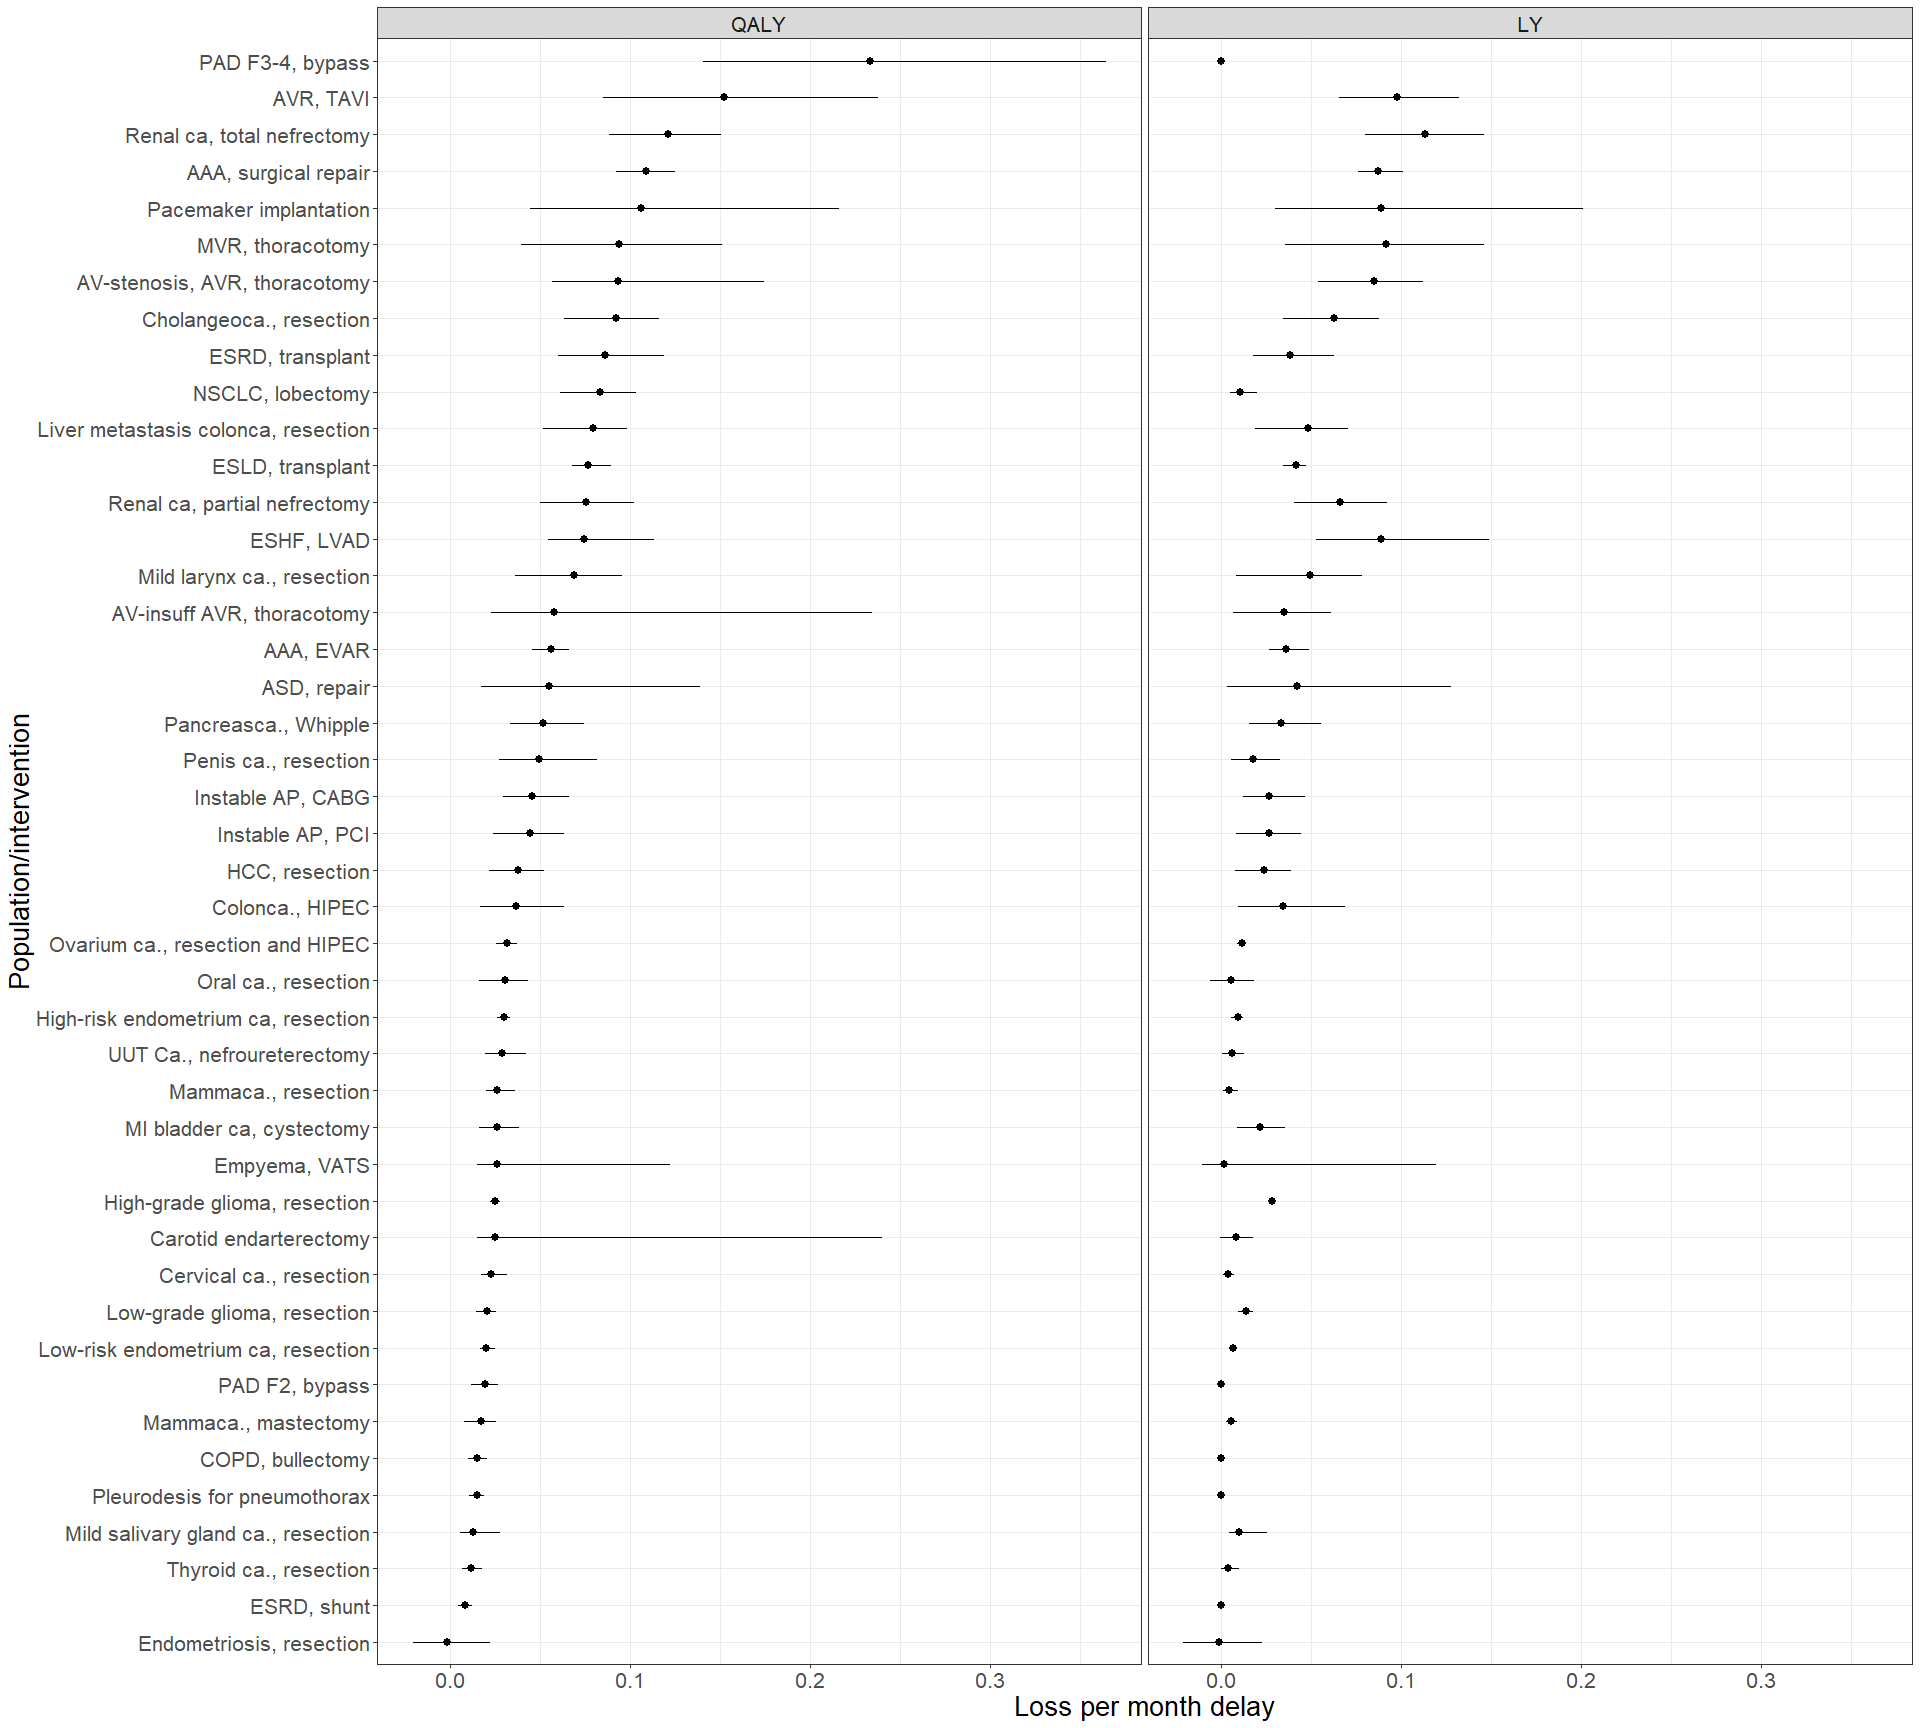 QALY
LY
PAD F3-4, bypass
AVR, TAVI
Renal ca, total nefrectomy
AAA, surgical repair
Pacemaker implantation
MVR, thoracotomy
AV-stenosis, AVR, thoracotomy
Cholangeoca., resection
ESRD, transplant
NSCLC, lobectomy
Liver metastasis colonca, resection
ESLD, transplant
Renal ca, partial nefrectomy
ESHF, LVAD
Mild larynx ca., resection
AV-insuff AVR, thoracotomy
AAA, EVAR
ASD, repair
Pancreasca., Whipple
Penis ca., resection
Instable AP, CABG
Instable AP, PCI
HCC, resection
Colonca., HIPEC
Ovarium ca., resection and HIPEC
Oral ca., resection
High-risk endometrium ca, resection
UUT Ca., nefroureterectomy
Mammaca., resection
MI bladder ca, cystectomy
Empyema, VATS
High-grade glioma, resection
Carotid endarterectomy
Cervical ca., resection
Low-grade glioma, resection
Low-risk endometrium ca, resection
PAD F2, bypass
Mammaca., mastectomy
COPD, bullectomy
Pleurodesis for pneumothorax
Mild salivary gland ca., resection
Thyroid ca., resection
ESRD, shunt
Endometriosis, resection
Population/intervention
0.0 0.1 0.2 0.3
0.0 0.1 0.2 0.3
Loss per month delay